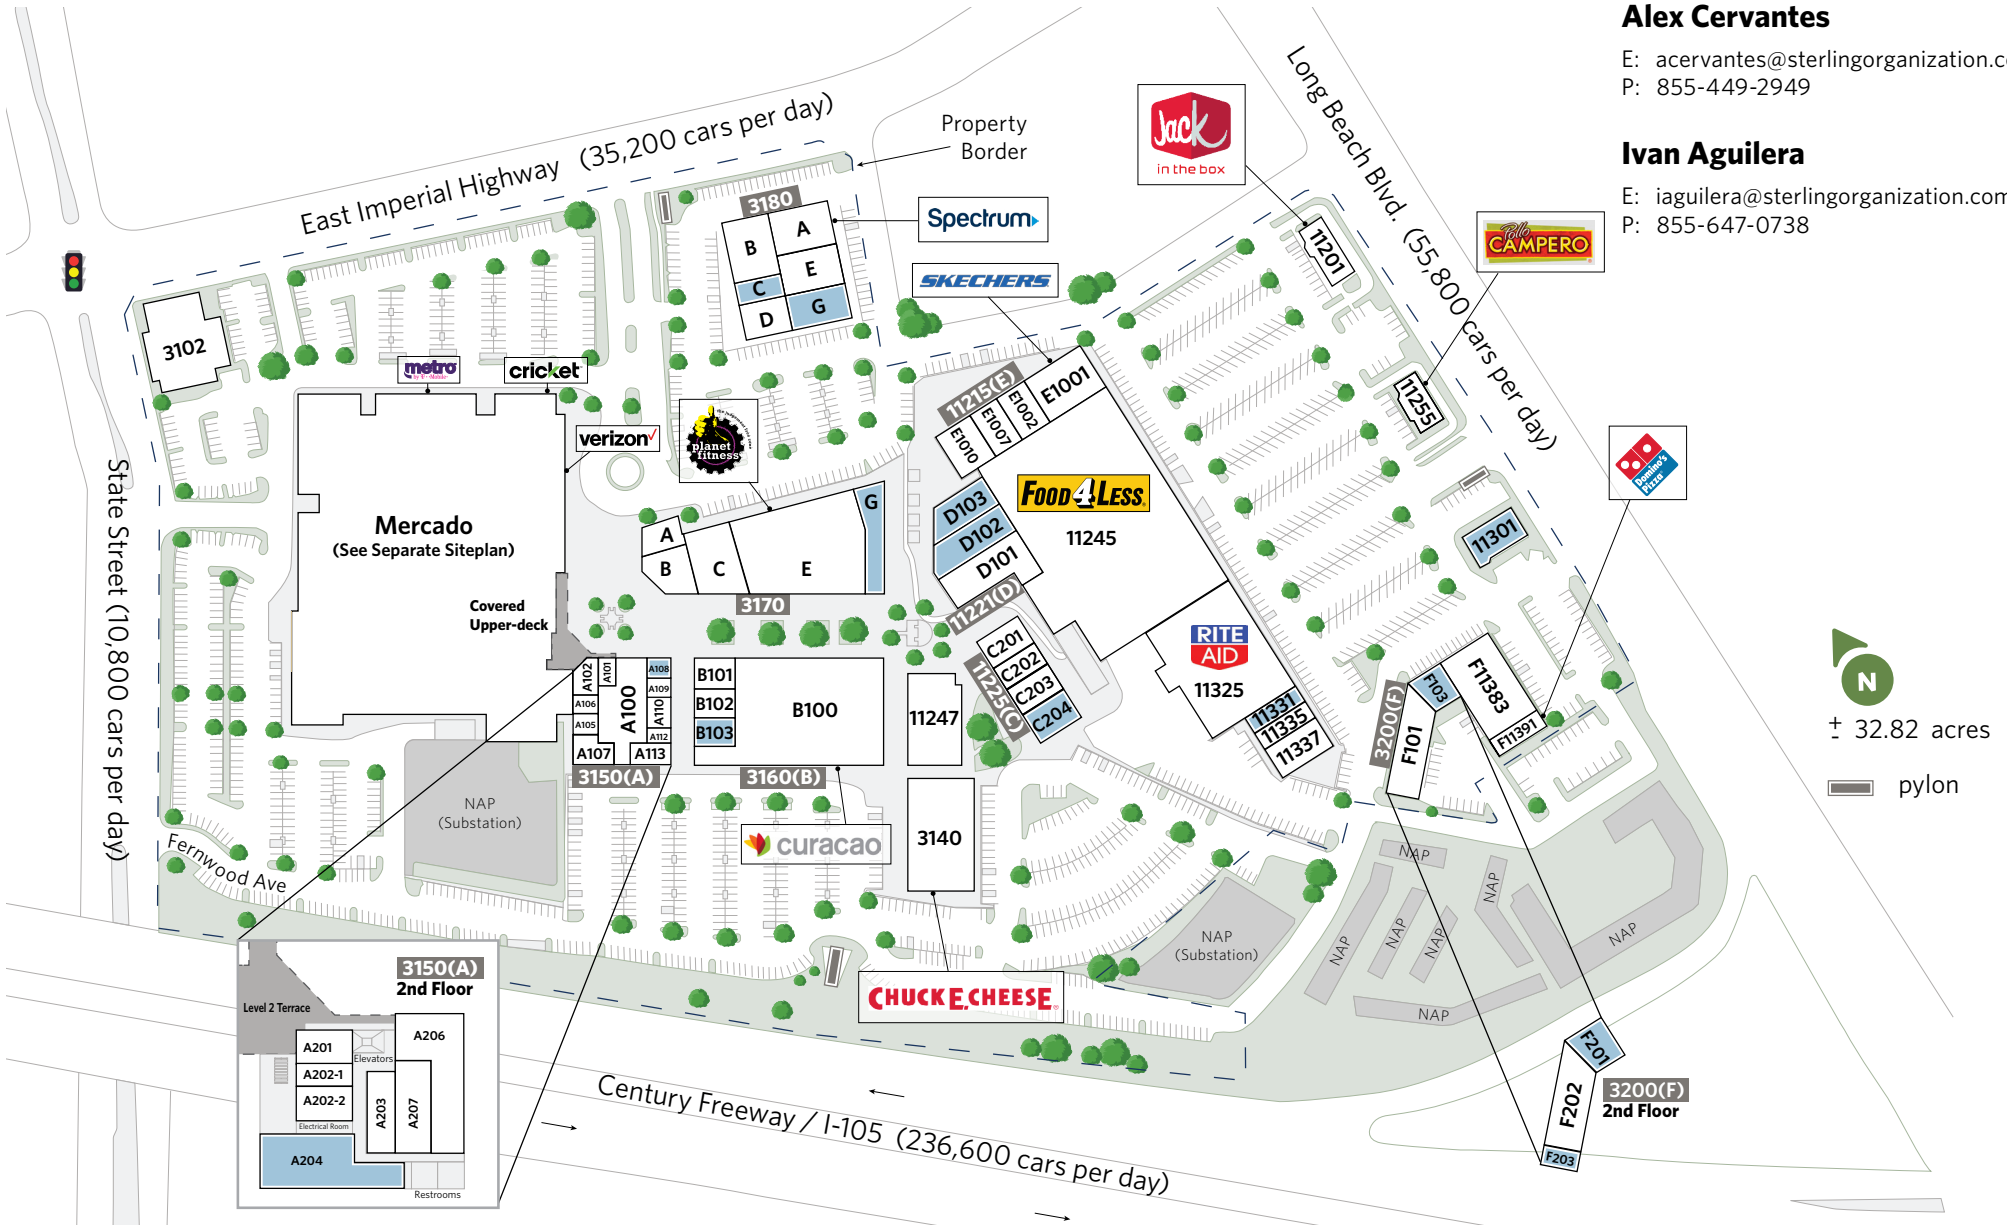 Alex Cervantes
E: acervantes@sterlingorganization.co
P: 855-449-2949
Ivan Aguilera
E: iaguilera@sterlingorganization.com
P: 855-647-0738
East Imperial Highway (35,200 cars per day)
Property
Border
Long Beach Blvd. (55,800 cars per day)
State Street (10,800 cars per day)
Fernwood Ave
Century Freeway / I-105 (236,600 cars per day)
Jack
in the box
Pollo
CAMPERO
Spectrum
SKECHERS
3180
A
B
E
C
G
D
3102
metro
by T-Mobile
cricket
verizon
planet
fitness
Mercado
(See Separate Siteplan)
Covered
Upper-deck
A
B
C
E
G
3170
11215(E)
E1001
E1002
E1007
E1010
FOOD 4 LESS
11245
D103
D102
D101
11221(D)
C201
C202
C203
C204
11225(C)
RITE
AID
11325
11331
11335
11337
11201
11255
11301
Domino's
Pizza
F11383
F11391
F103
F101
3200(F)
A102
A101
A106
A105
A107
A100
A108
A109
A110
A112
A113
3150(A)
B101
B102
B103
B100
3160(B)
11247
3140
curacao
CHUCK E. CHEESE
NAP
(Substation)
NAP
(Substation)
NAP
NAP
NAP
NAP
NAP
NAP
NAP
N
± 32.82 acres
pylon
3150(A)
2nd Floor
Level 2 Terrace
A201
Elevators
A206
A202-1
A202-2
A203
A207
Electrical Room
A204
Restrooms
F201
F202
F203
3200(F)
2nd Floor